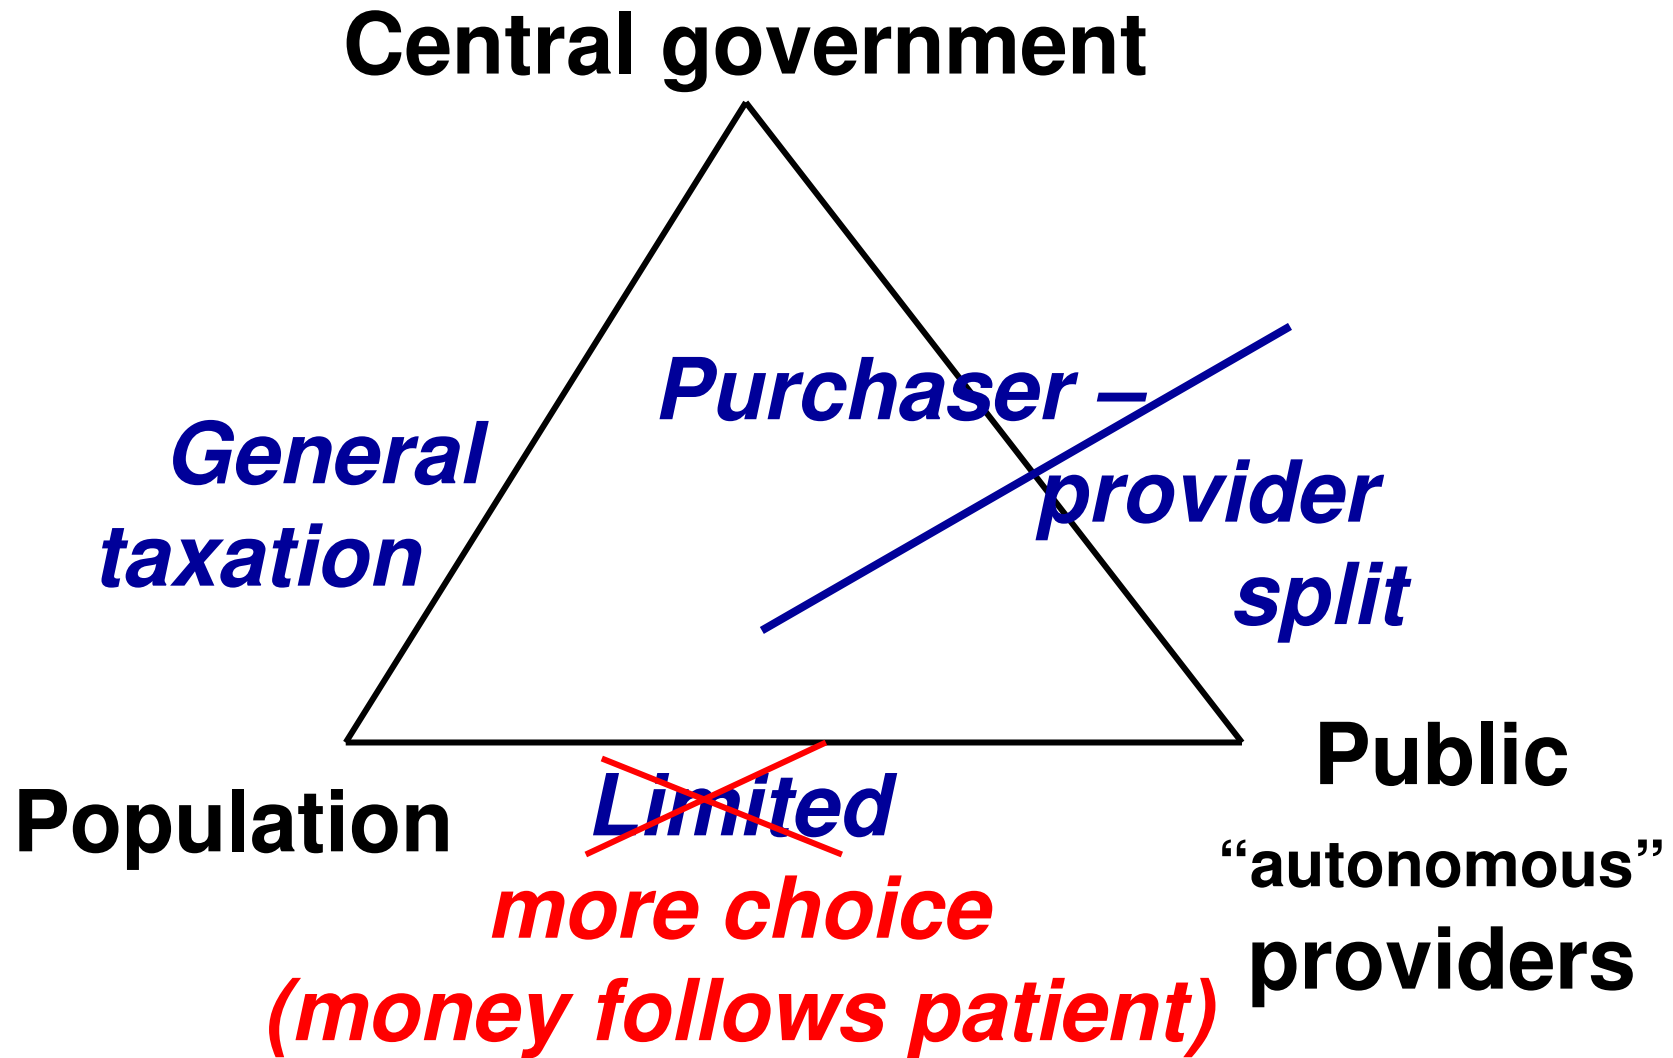 Central government
Purchaser –
General
provider
taxation
split
Public
Population
Limited
“autonomous”
more choice
providers
(money follows patient)